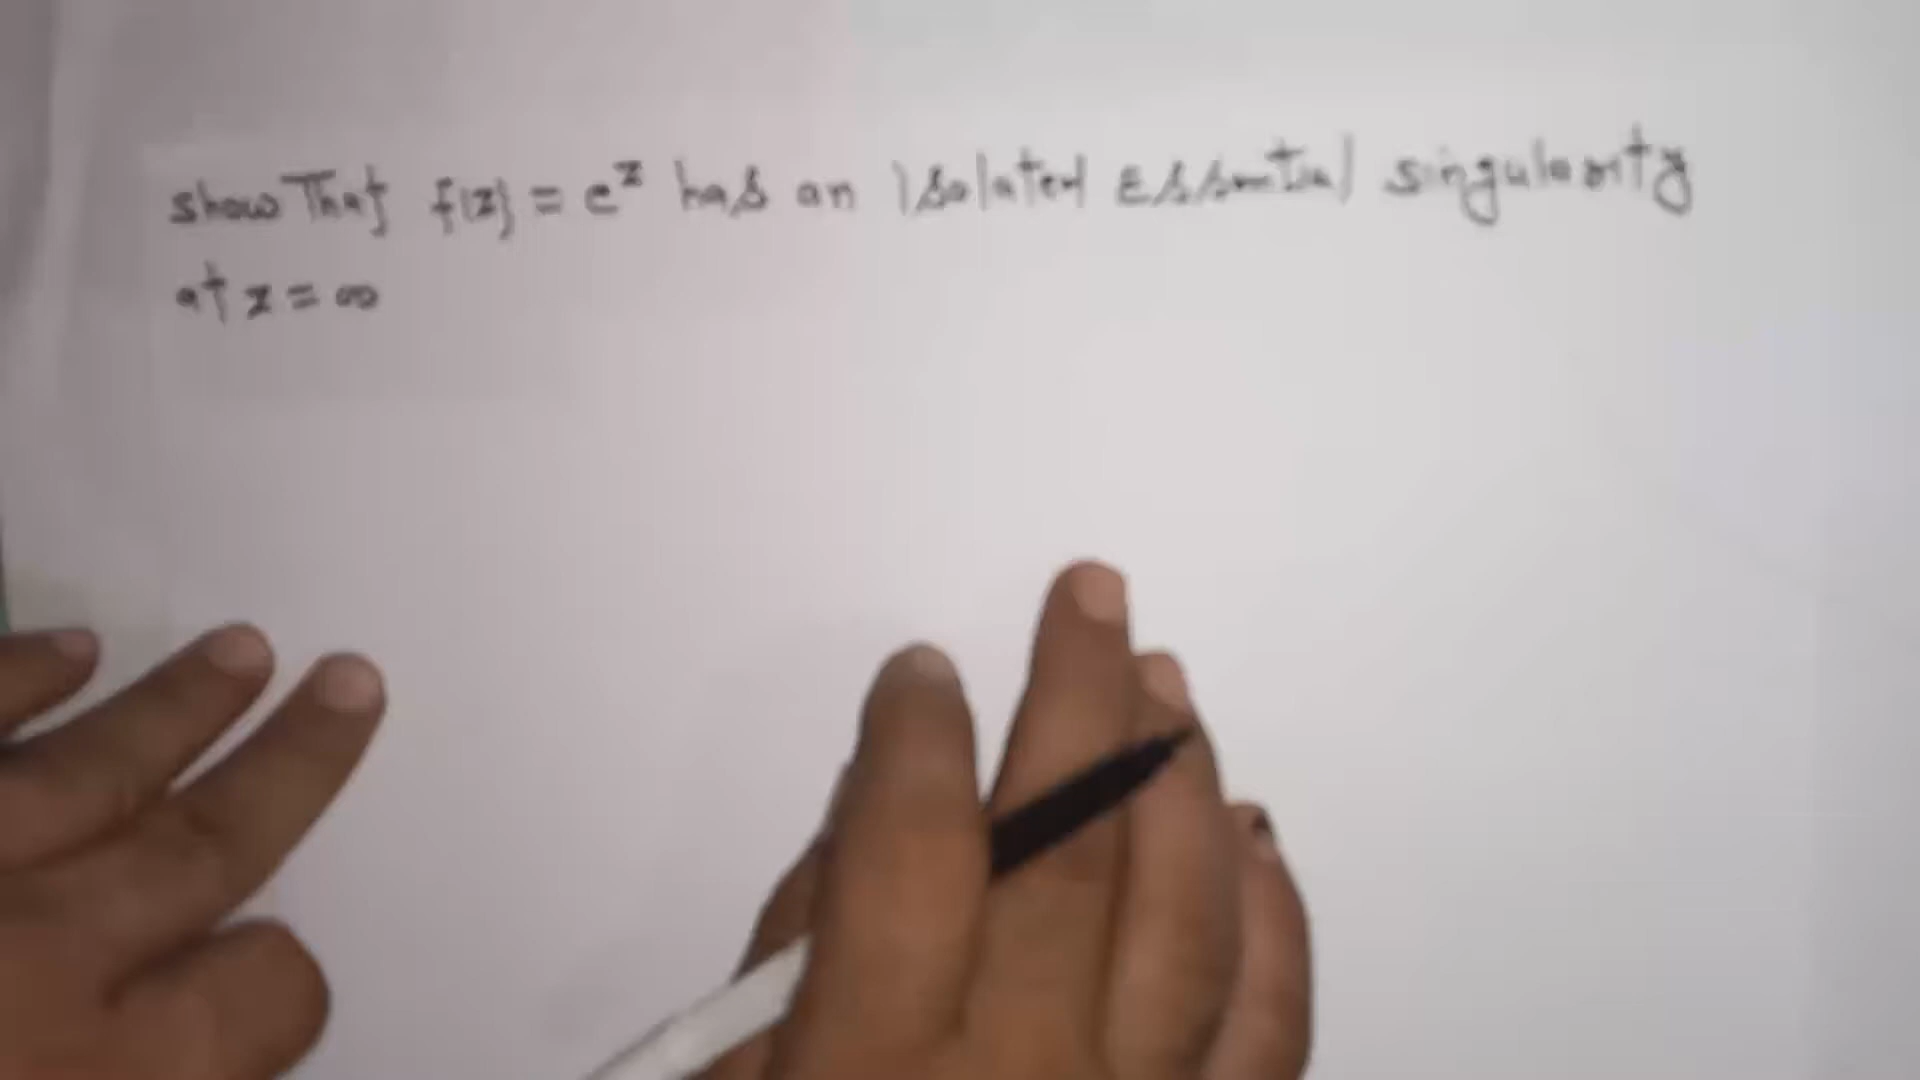 show That f(z) = e^z has an Isolated Essential singularity
at z = ∞